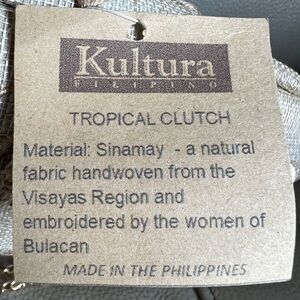 Kultura
FILIPINO
TROPICAL CLUTCH
Material: Sinamay - a natural
fabric handwoven from the
Visayas Region and
embroidered by the women of
Bulacan
MADE IN THE PHILIPPINES